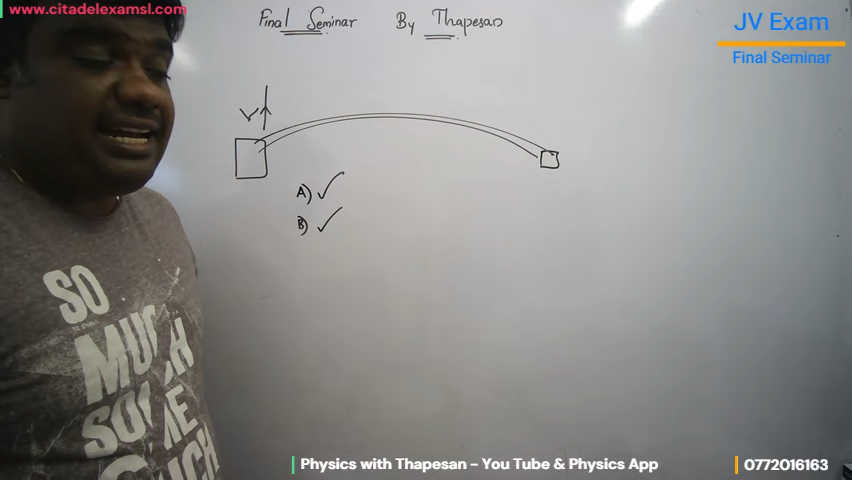 www.citadelexamsl.com
Final Seminar By Thapesan
JV Exam
Final Seminar
V
A) ✓
B) ✓
SO
MUCH
SO
Physics with Thapesan – You Tube & Physics App
0772016163